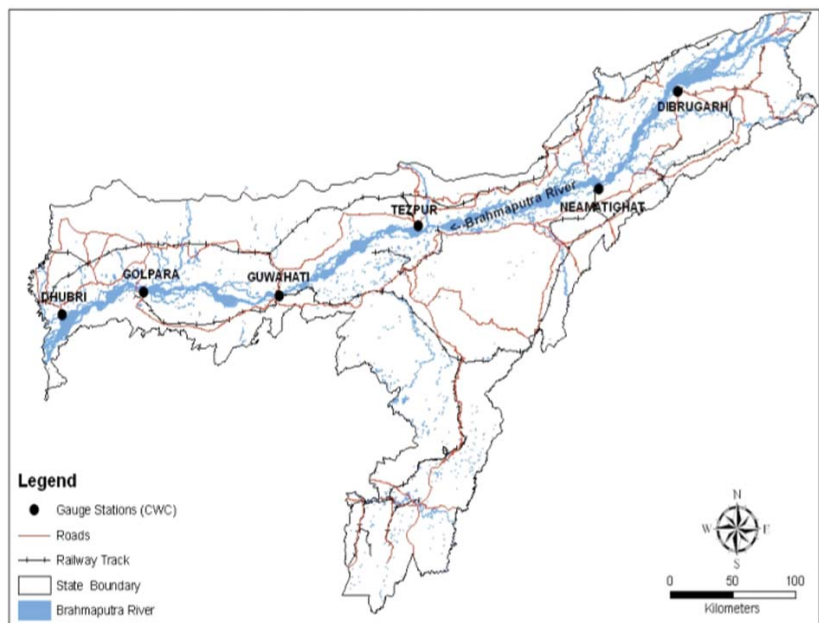 DIBRUGARH
NEAMATIGHAT
<- Brahmaputra River
TEZPUR
GUWAHATI
GOLPARA
DHUBRI
Legend
Gauge Stations (CWC)
Roads
Railway Track
State Boundary
Brahmaputra River
N
W E
S
0 50 100
Kilometers